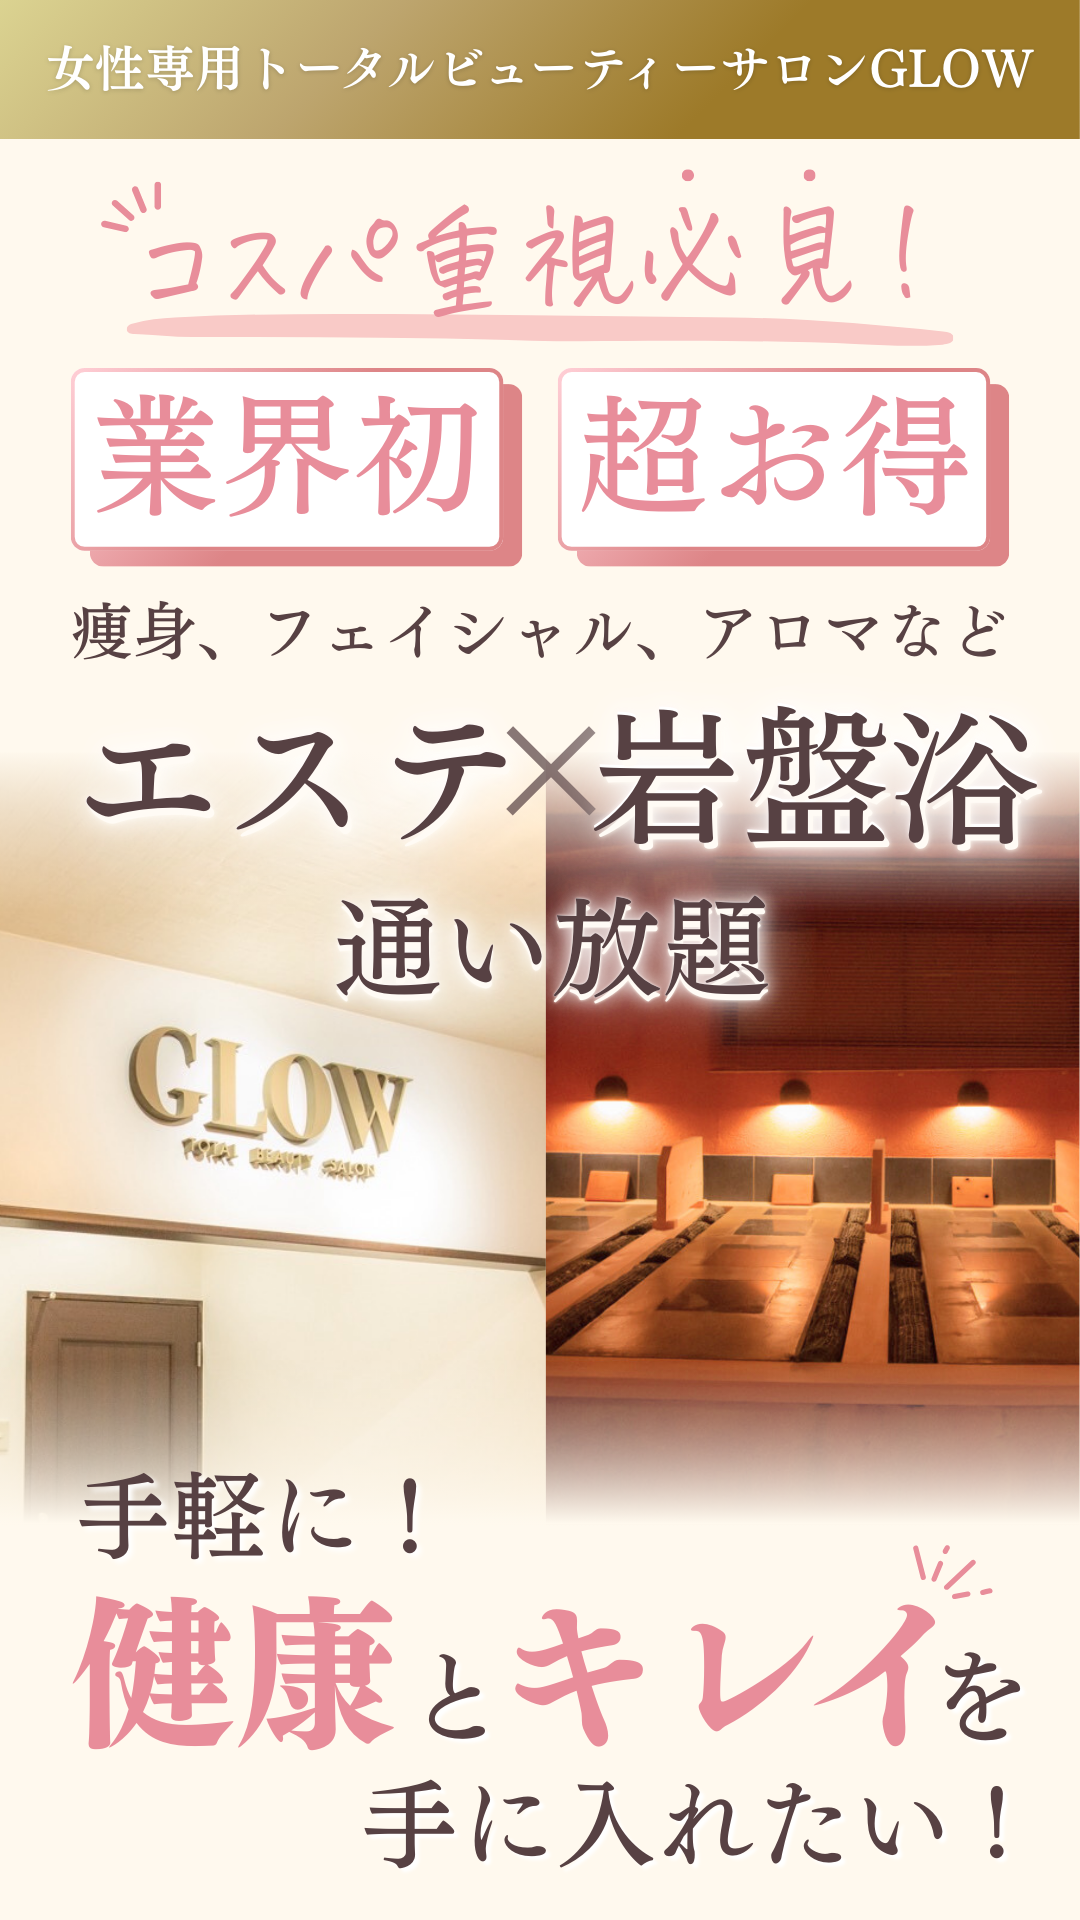 女性専用トータルビューティーサロンGLOW
コスパ重視必見！
業界初 超お得
痩身、フェイシャル、アロマなど
エステ×岩盤浴
通い放題
GLOW
TOTAL BEAUTY SALON
手軽に！
健康とキレイを
手に入れたい！